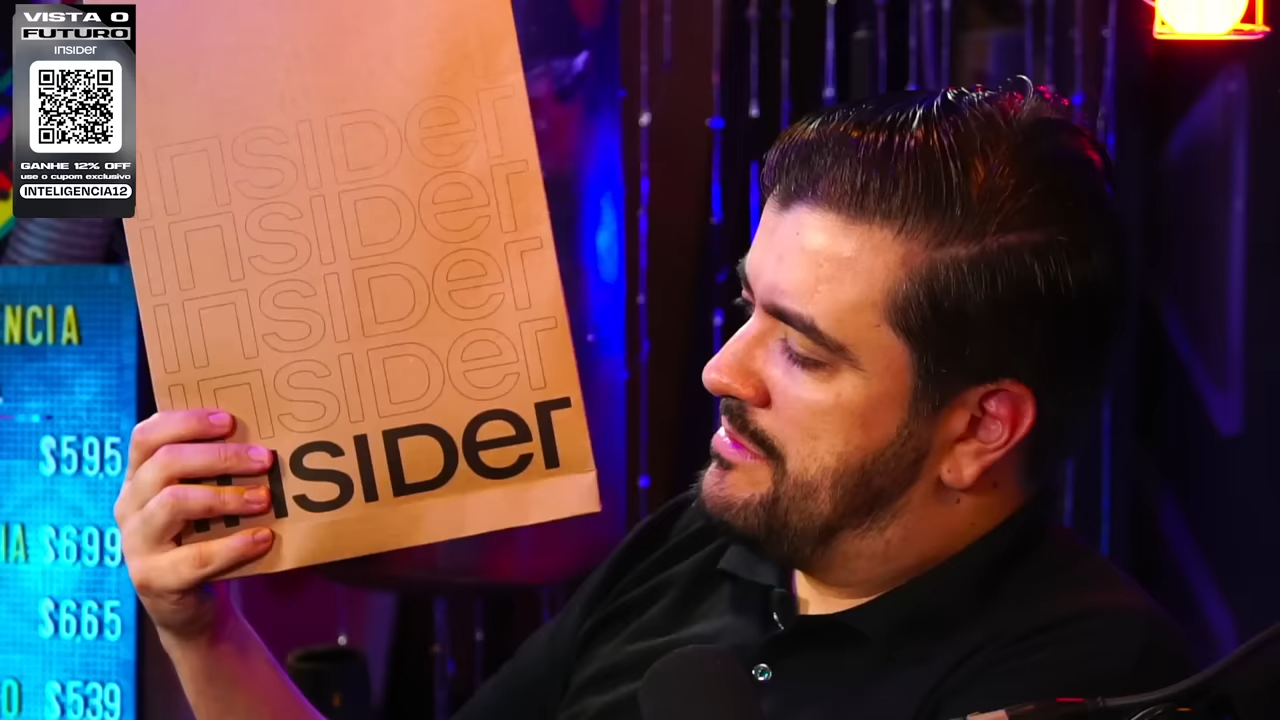 VISTA O
FUTURO
INSIDer
GANHE 12% OFF
use o cupom exclusivo
INTELIGENCIA12
INSIDer
INSIDer
INSIDer
INSIDer
INSIDer
NCIA
$595
IA $699
$665
O $539